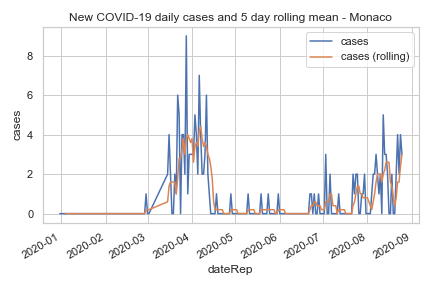 New COVID-19 daily cases and 5 day rolling mean - Monaco
cases
cases (rolling)
8
6
4
2
0
cases
2020-01
2020-02
2020-03
2020-04
2020-05
2020-06
2020-07
2020-08
2020-09
dateRep